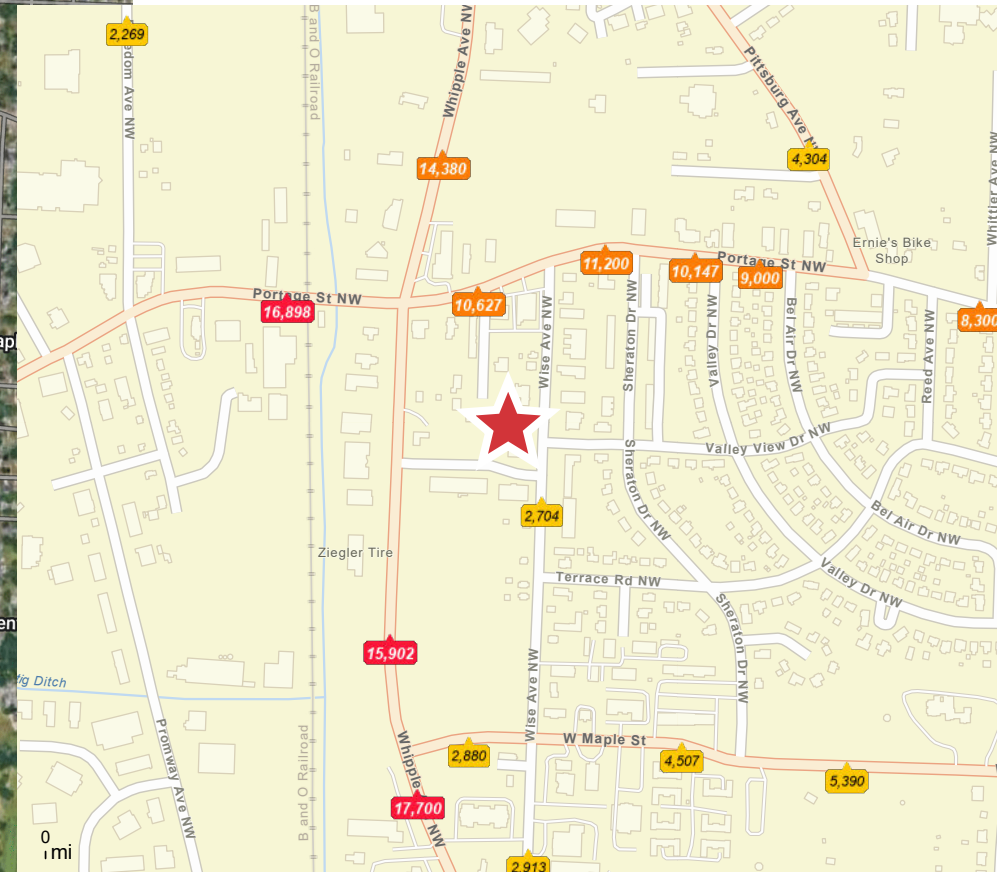 2,269
edom Ave NW
B and O Railroad
Whipple Ave NW
Pittsburg Ave N
4,304
14,380
Whittier Ave NW
Ernie's Bike
Shop
Portage St NW
16,898
10,627
11,200
10,147
Portage St NW
9,000
8,300
Wise Ave NW
Sheraton Dr NW
Valley Dr NW
Bel Air Dr NW
Reed Ave NW
Valley View Dr NW
Sheraton Dr NW
2,704
Bel Air Dr NW
Ziegler Tire
Terrace Rd NW
Valley Dr NW
Sheraton Dr NW
15,902
tig Ditch
Wise Ave NW
Promway Ave NW
B and O Railroad
Whipple
NW
2,880
W Maple St
4,507
5,390
17,700
0
mi
2,913